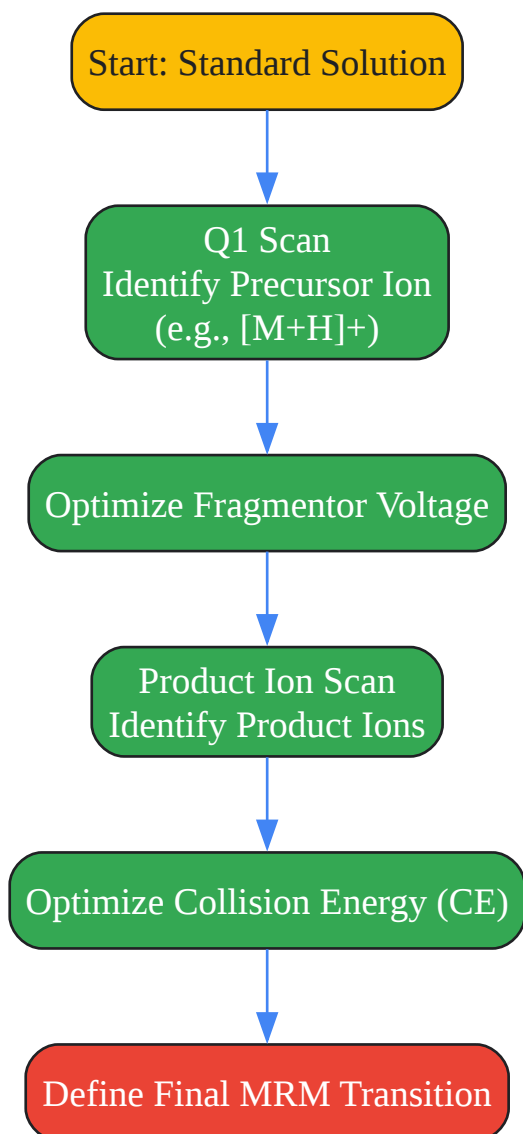 Start: Standard Solution
Q1 Scan
Identify Precursor Ion
(e.g., [M+H]+)
Optimize Fragmentor Voltage
Product Ion Scan
Identify Product Ions
Optimize Collision Energy (CE)
Define Final MRM Transition